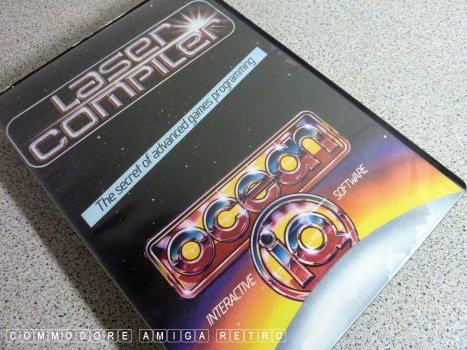 Laser
Compiler
The secret of advanced games programming
ocean
iq
INTERACTIVE
SOFTWARE
COMMODORE AMIGA RETRO